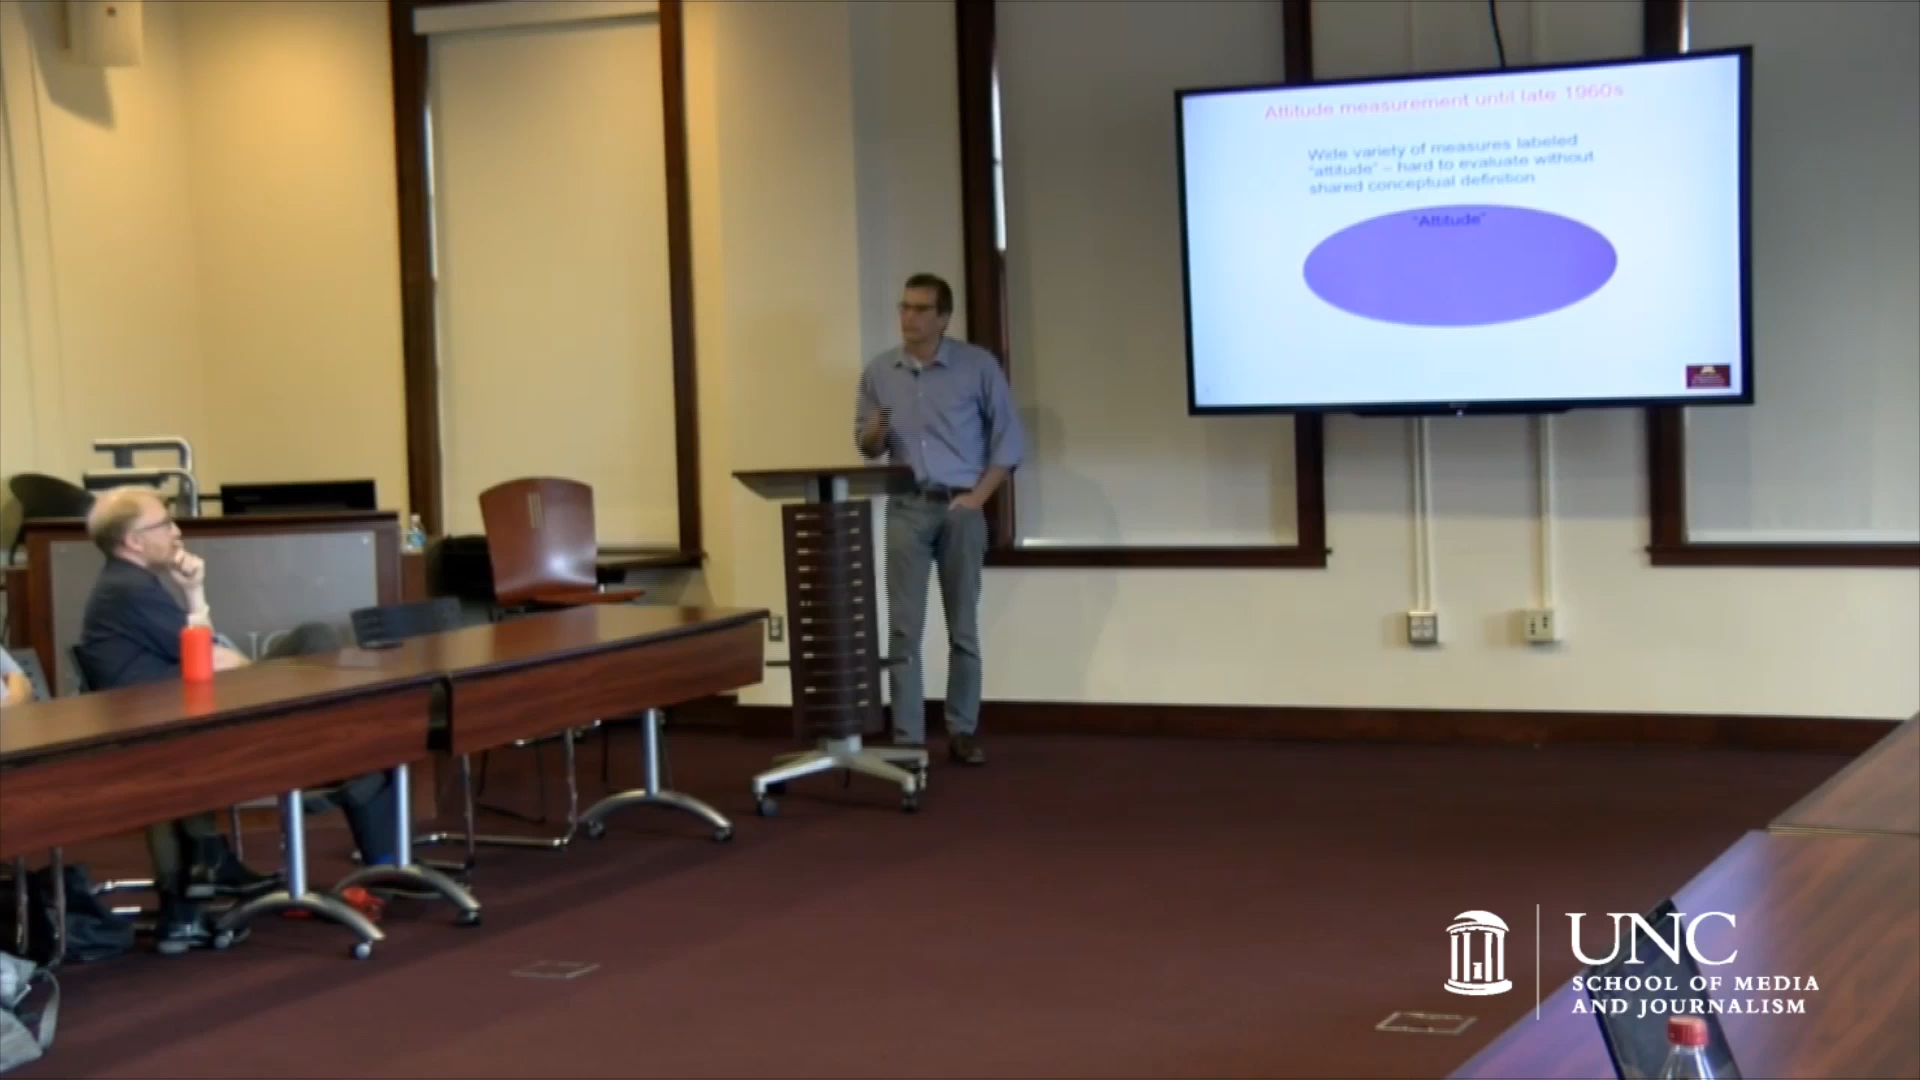 Attitude measurement until late 1960s
Wide variety of measures labeled
"attitude" – hard to evaluate without
shared conceptual definition
"Attitude"
UNC
SCHOOL OF MEDIA
AND JOURNALISM